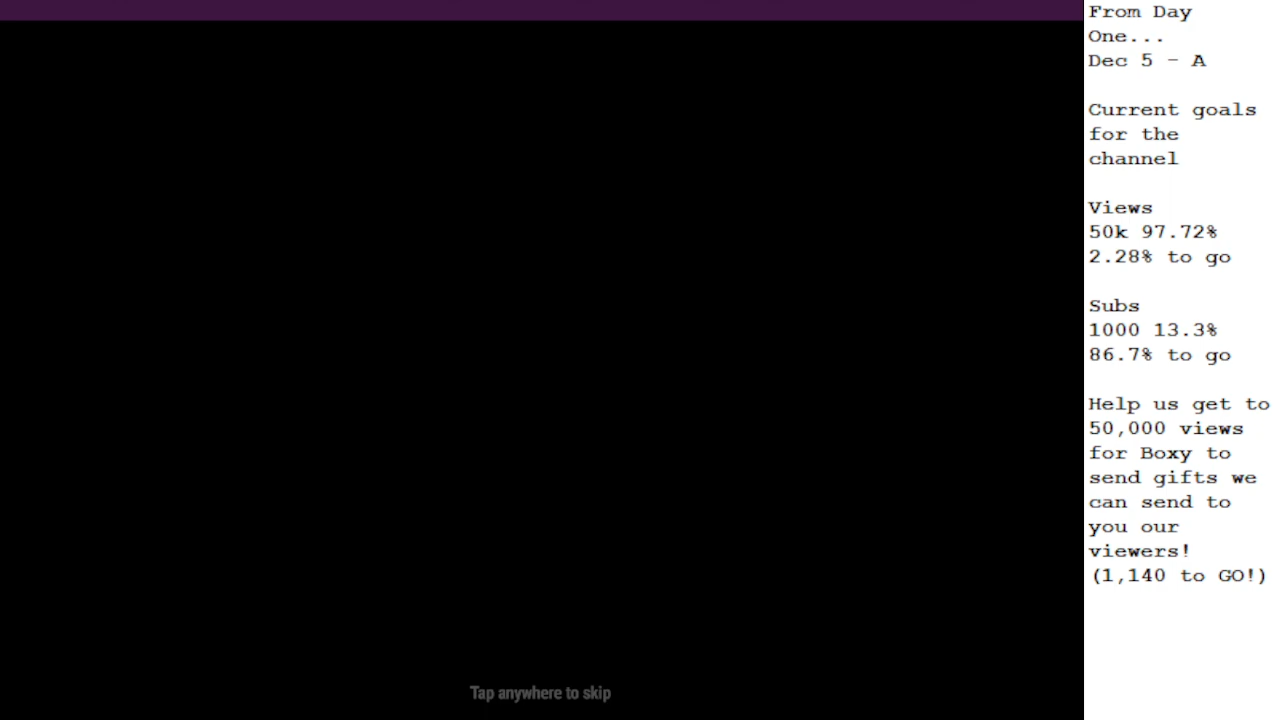 From Day
One...
Dec 5 - A
Current goals
for the
channel
Views
50k 97.72%
2.28% to go
Subs
1000 13.3%
86.7% to go
Help us get to
50,000 views
for Boxy to
send gifts we
can send to
you our
viewers!
(1,140 to GO!)
Tap anywhere to skip